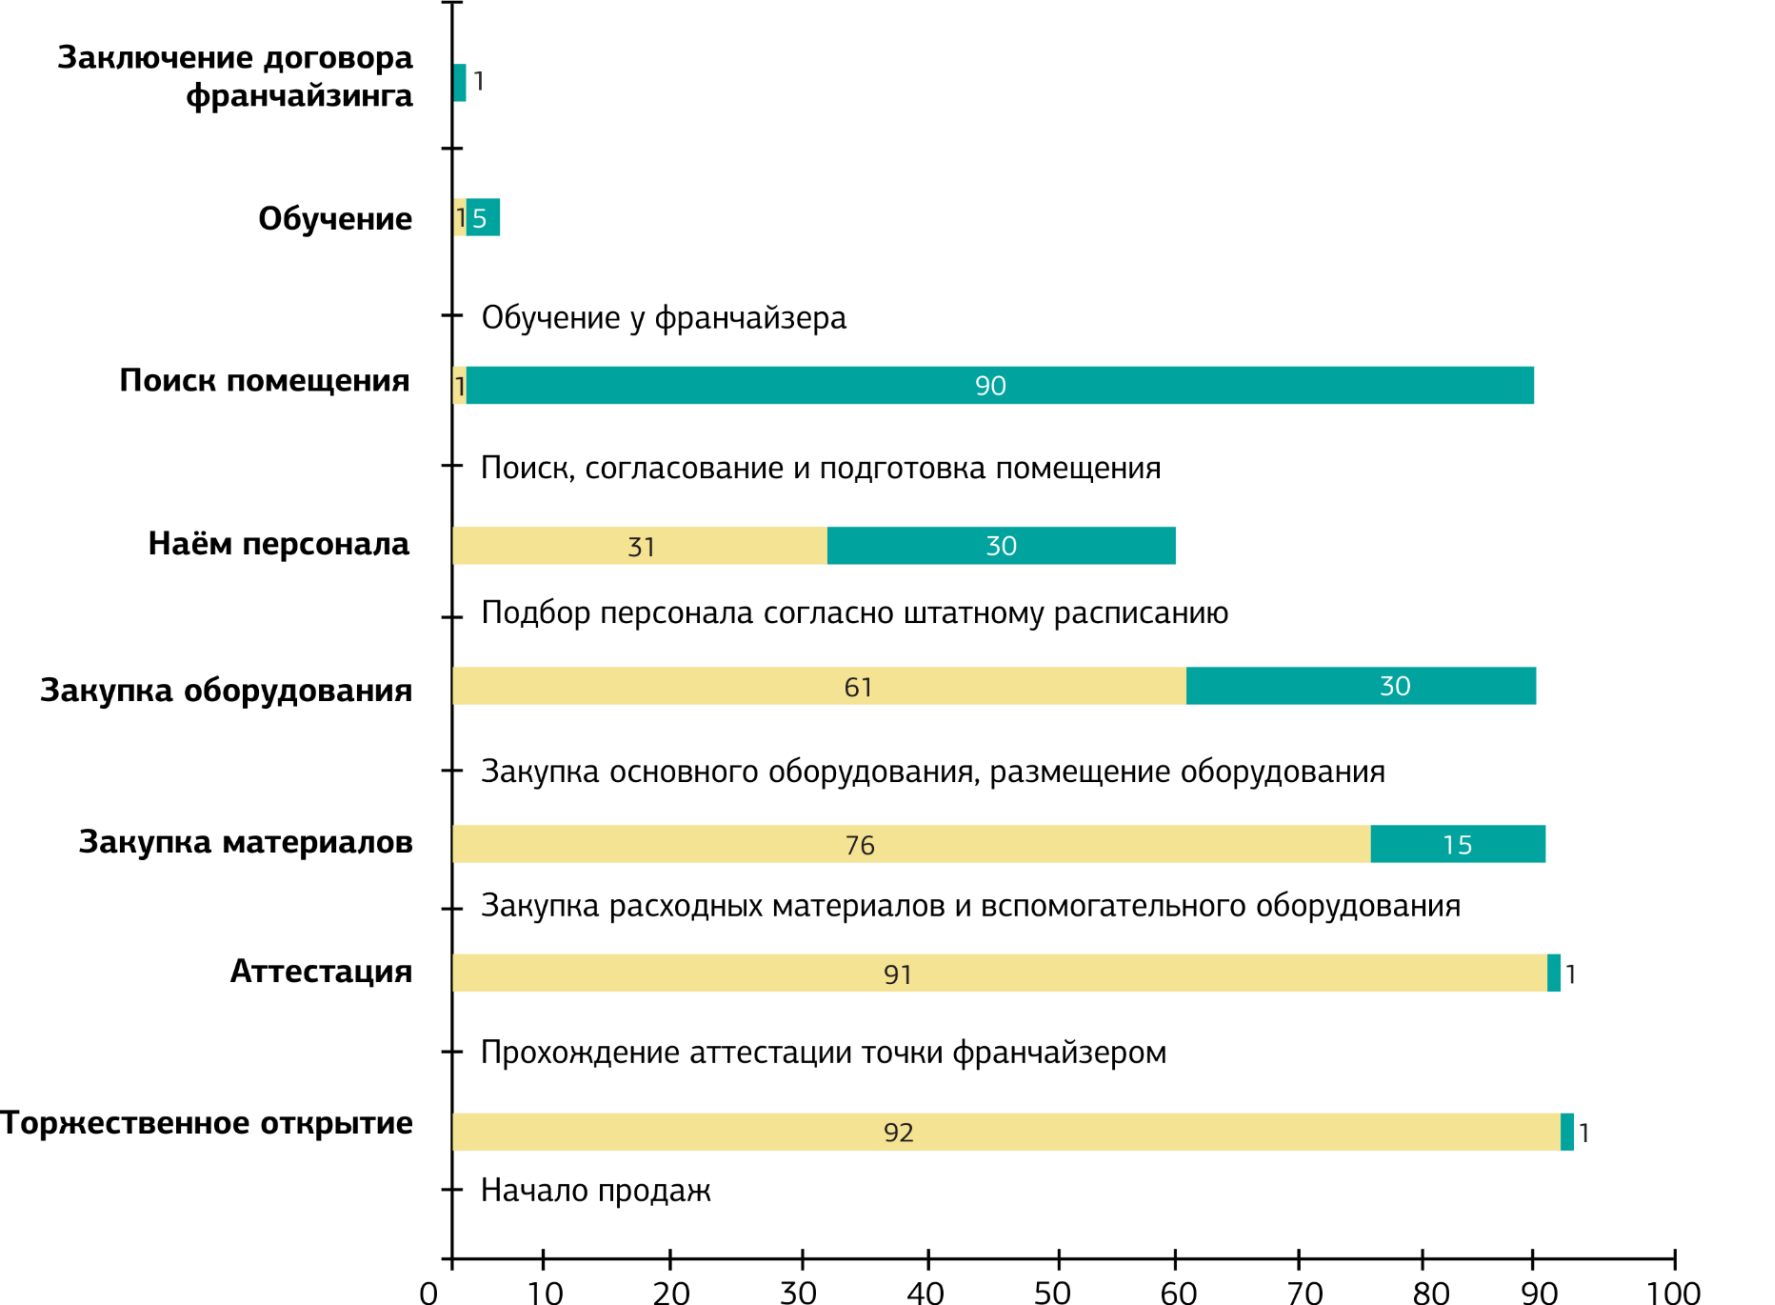 Заключение договора
франчайзинга
1
Обучение
1 5
Обучение у франчайзера
Поиск помещения
1 90
Поиск, согласование и подготовка помещения
Наём персонала
31 30
Подбор персонала согласно штатному расписанию
Закупка оборудования
61 30
Закупка основного оборудования, размещение оборудования
Закупка материалов
76 15
Закупка расходных материалов и вспомогательного оборудования
Аттестация
91 1
Прохождение аттестации точки франчайзером
Торжественное открытие
92 1
Начало продаж
0 10 20 30 40 50 60 70 80 90 100